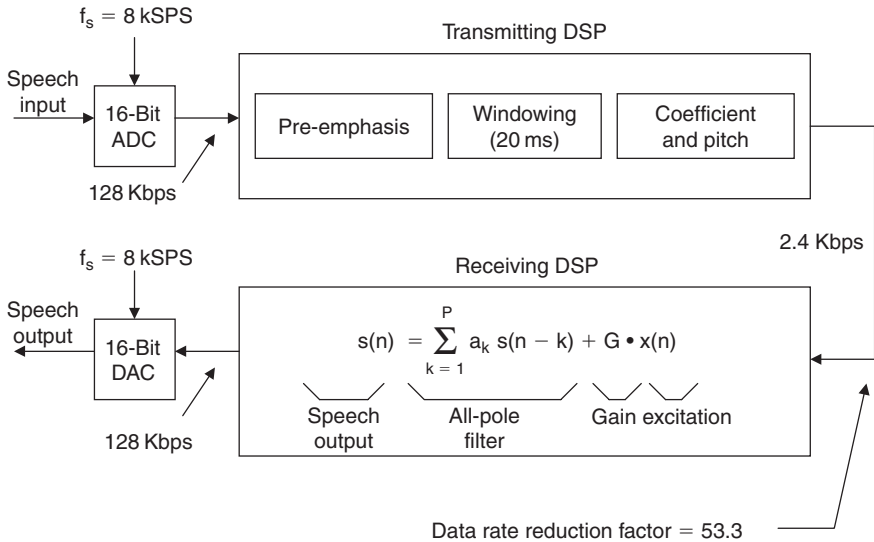 f_s = 8 kSPS
Speech input
16-Bit ADC
128 Kbps
Transmitting DSP
Pre-emphasis
Windowing (20 ms)
Coefficient and pitch
2.4 Kbps
f_s = 8 kSPS
Speech output
16-Bit DAC
128 Kbps
Receiving DSP
s(n) = P ∑ k = 1 a_k s(n − k) + G • x(n)
Speech output
All-pole filter
Gain excitation
Data rate reduction factor = 53.3